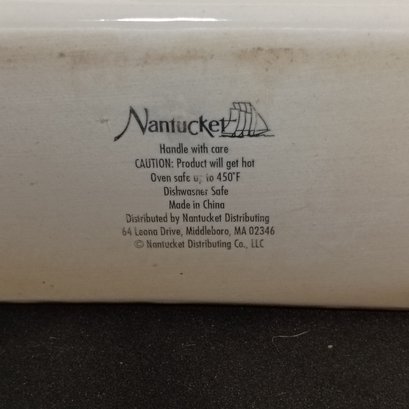 Nantucket
Handle with care
CAUTION: Product will get hot
Oven safe up to 450°F
Dishwasher Safe
Made in China
Distributed by Nantucket Distributing
64 Leona Drive, Middleboro, MA 02346
© Nantucket Distributing Co., LLC